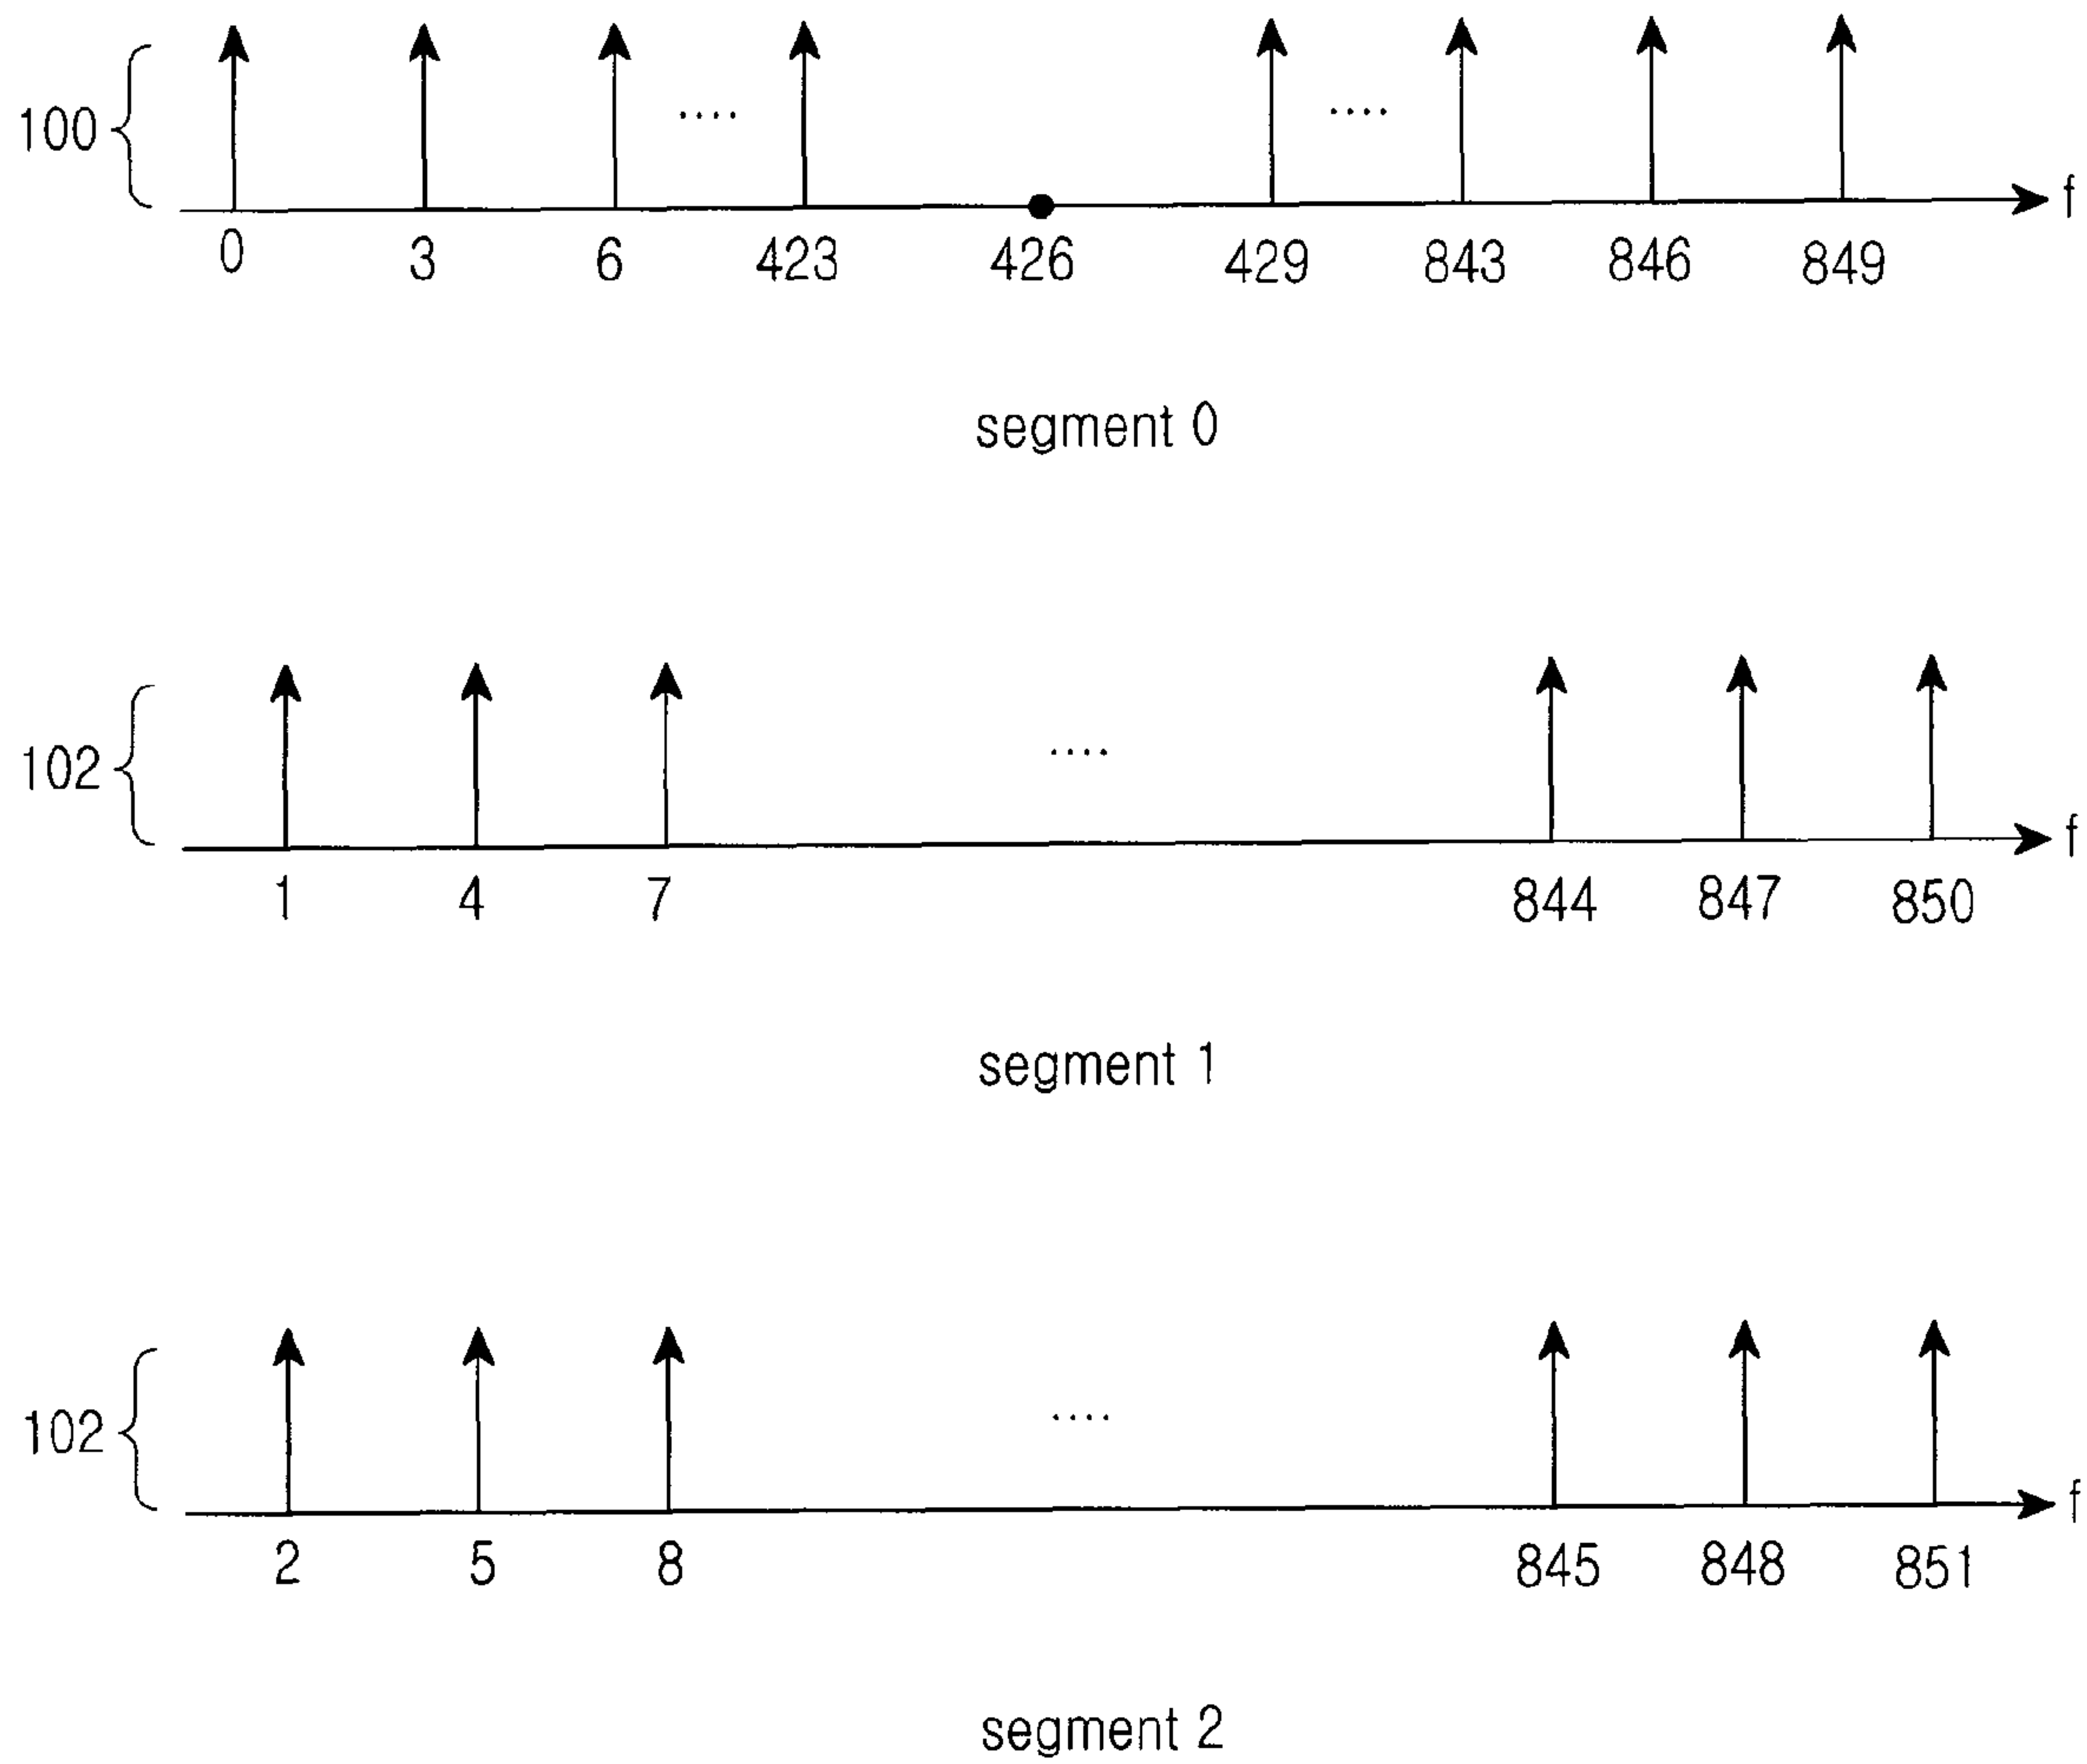 100
....
....
f
0 3 6 423 426 429 843 846 849
segment 0
102
....
f
1 4 7 844 847 850
segment 1
102
....
f
2 5 8 845 848 851
segment 2